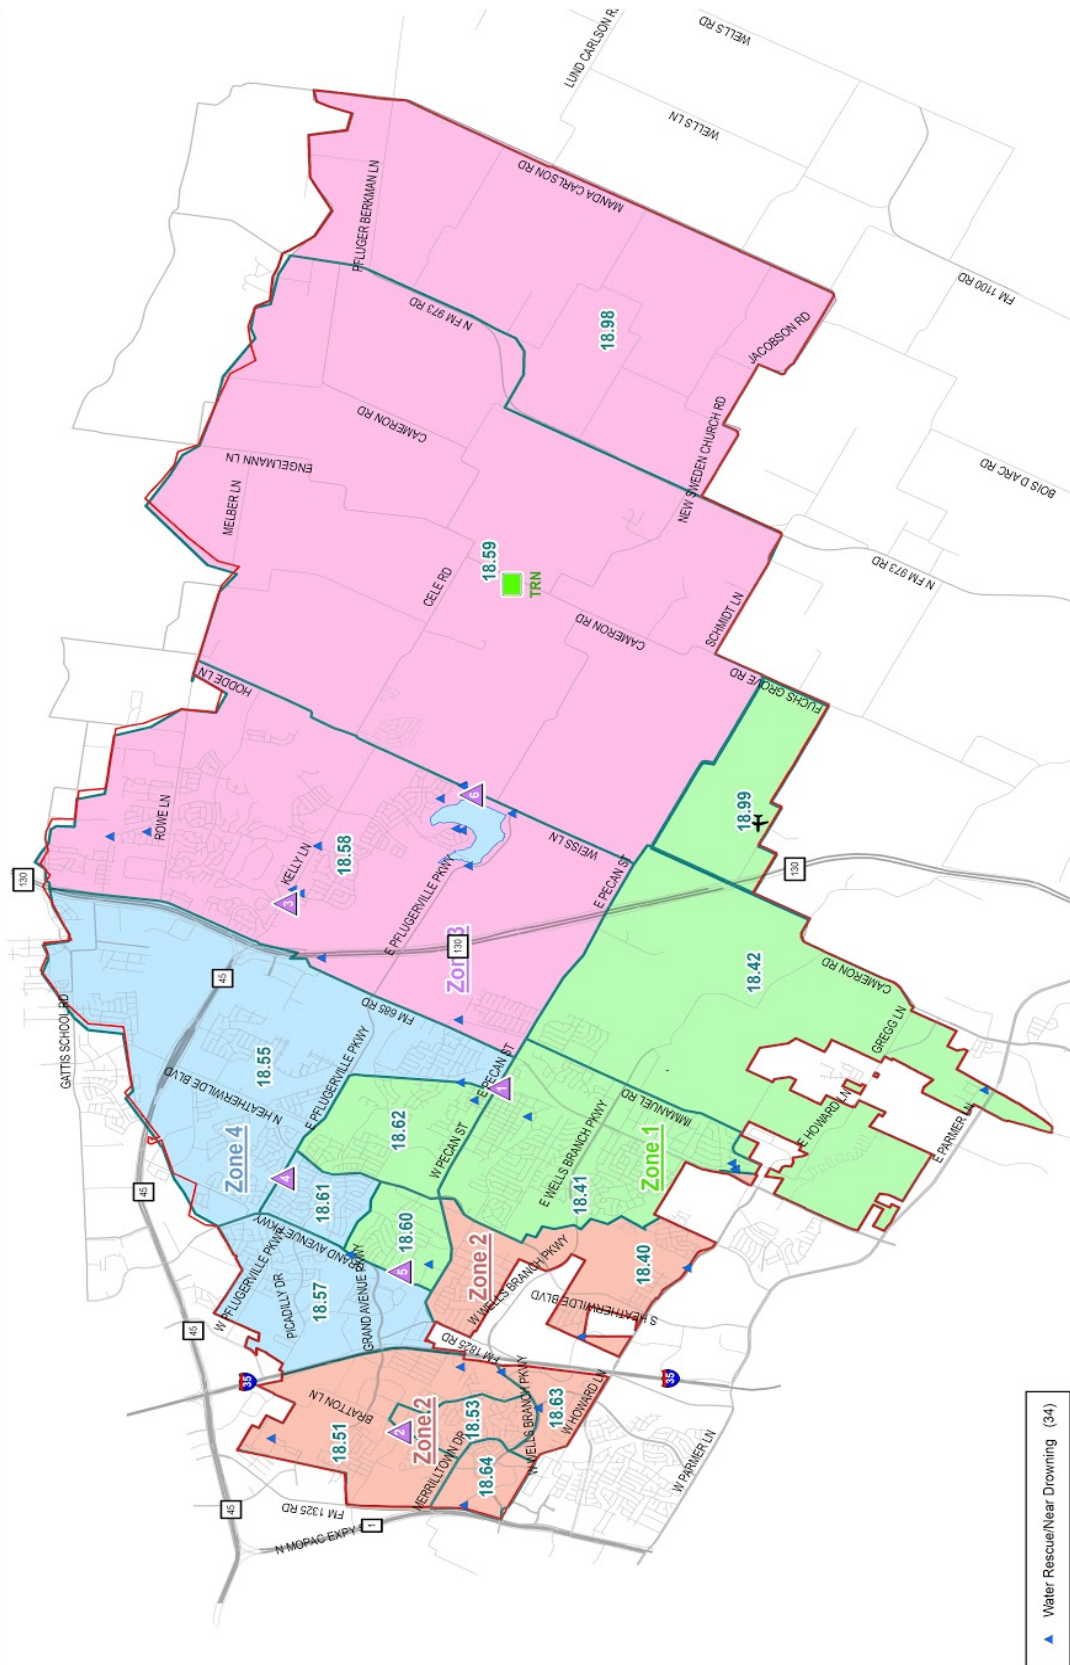 WELLS RD
LUND CARLSON R
WELLS LN
MANDA CARLSON RD
PFLUGER BERKMAN LN
N FM 973 RD
FM 1100 RD
18.98
JACOBSON RD
CAMERON RD
NEW SWEDEN CHURCH RD
ENGELMANN LN
MELBER LN
BOIS D ARC RD
18.59
TRN
CELE RD
N FM 973 RD
CAMERON RD
SCHMIDT LN
HODDE LN
FUCHS GROVE RD
ROWE LN
6
18.99
KELLY LN
18.58
WEISS LN
130
3
E PFLUGERVILLE PKWY
E PECAN ST
130
130
Zone 3
45
18.42
CAMERON RD
GATTIS SCHOOL RD
FM 685 RD
GREGG LN
18.55
N HEATHERWILDE BLVD
E PFLUGERVILLE PKWY
E PECAN ST
1
IMMANUEL RD
E HOWARD LN
E PARMER LN
18.62
Zone 4
W PECAN ST
E WELLS BRANCH PKWY
Zone 1
4
45
18.61
18.41
GRAND AVENUE PKWY
18.60
W PFLUGERVILLE PKWY
5
Zone 2
18.40
W WELLS BRANCH PKWY
S HEATHERWILDE BLVD
PICADILLY DR
18.57
GRAND AVENUE PKWY
FM 1825 RD
45
35
35
BRATTON LN
W WELLS BRANCH PKWY
18.63
W HOWARD LN
2
Zone 2
18.53
18.51
MERRILLTOWN DR
18.64
W PARMER LN
FM 1325 RD
45
1
N MOPAC EXPY
Water Rescue/Near Drowning (34)